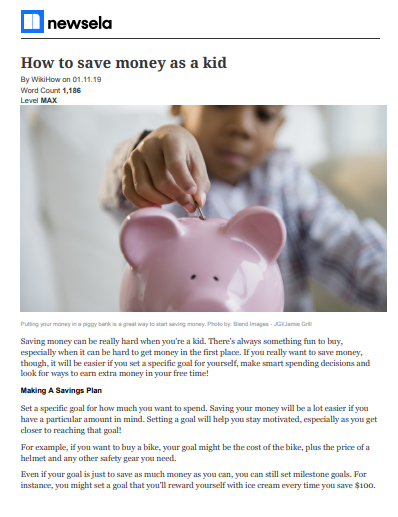 newsela
How to save money as a kid
By WikiHow on 01.11.19
Word Count 1,186
Level MAX
Putting your money in a piggy bank is a great way to start saving money. Photo by: Blend Images - JGI/Jamie Grill
Saving money can be really hard when you're a kid. There's always something fun to buy,
especially when it can be hard to get money in the first place. If you really want to save money,
though, it will be easier if you set a specific goal for yourself, make smart spending decisions and
look for ways to earn extra money in your free time!
Making A Savings Plan
Set a specific goal for how much you want to spend. Saving your money will be a lot easier if you
have a particular amount in mind. Setting a goal will help you stay motivated, especially as you get
closer to reaching that goal!
For example, if you want to buy a bike, your goal might be the cost of the bike, plus the price of a
helmet and any other safety gear you need.
Even if your goal is just to save as much money as you can, you can still set milestone goals. For
instance, you might set a goal that you'll reward yourself with ice cream every time you save $100.